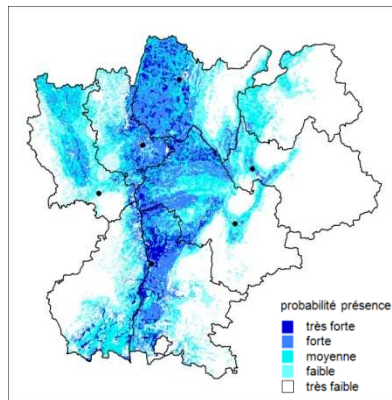 probabilité présence
très forte
forte
moyenne
faible
très faible